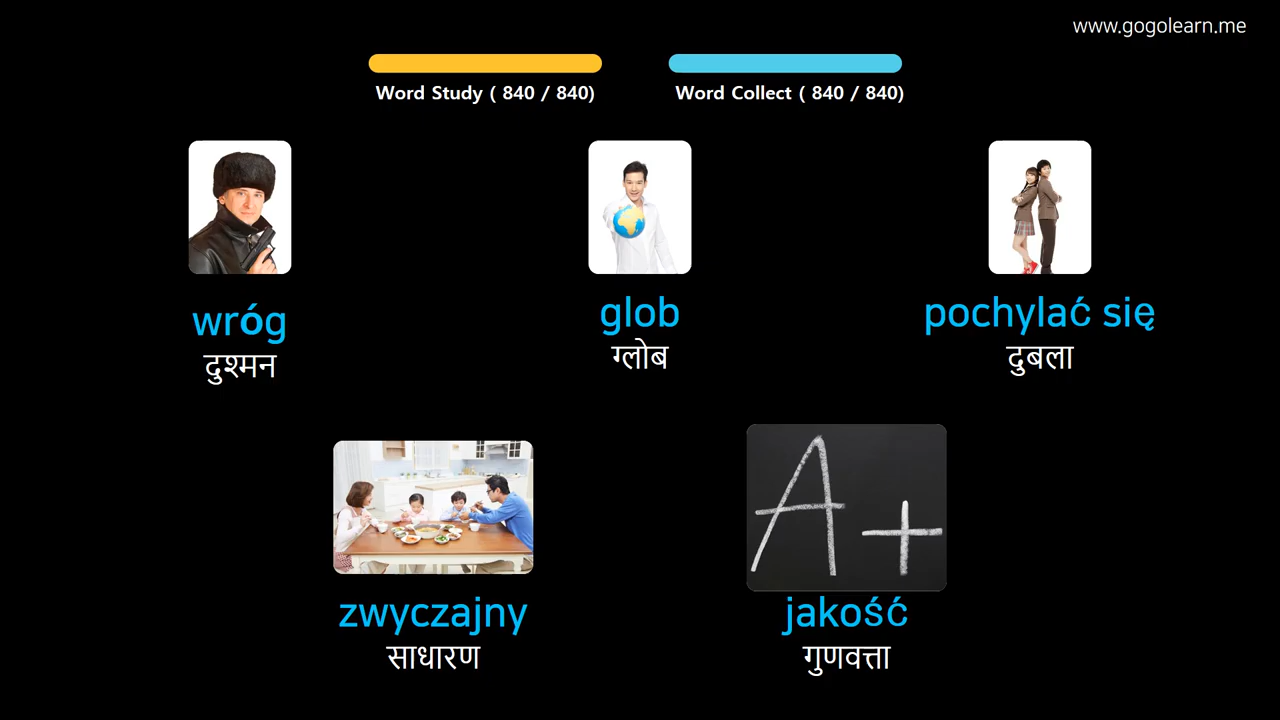 www.gogolearn.me
Word Study ( 840 / 840)
Word Collect ( 840 / 840)
wróg
दुश्मन
glob
ग्लोब
pochylać się
दुबला
zwyczajny
साधारण
A+
jakość
गुणवत्ता